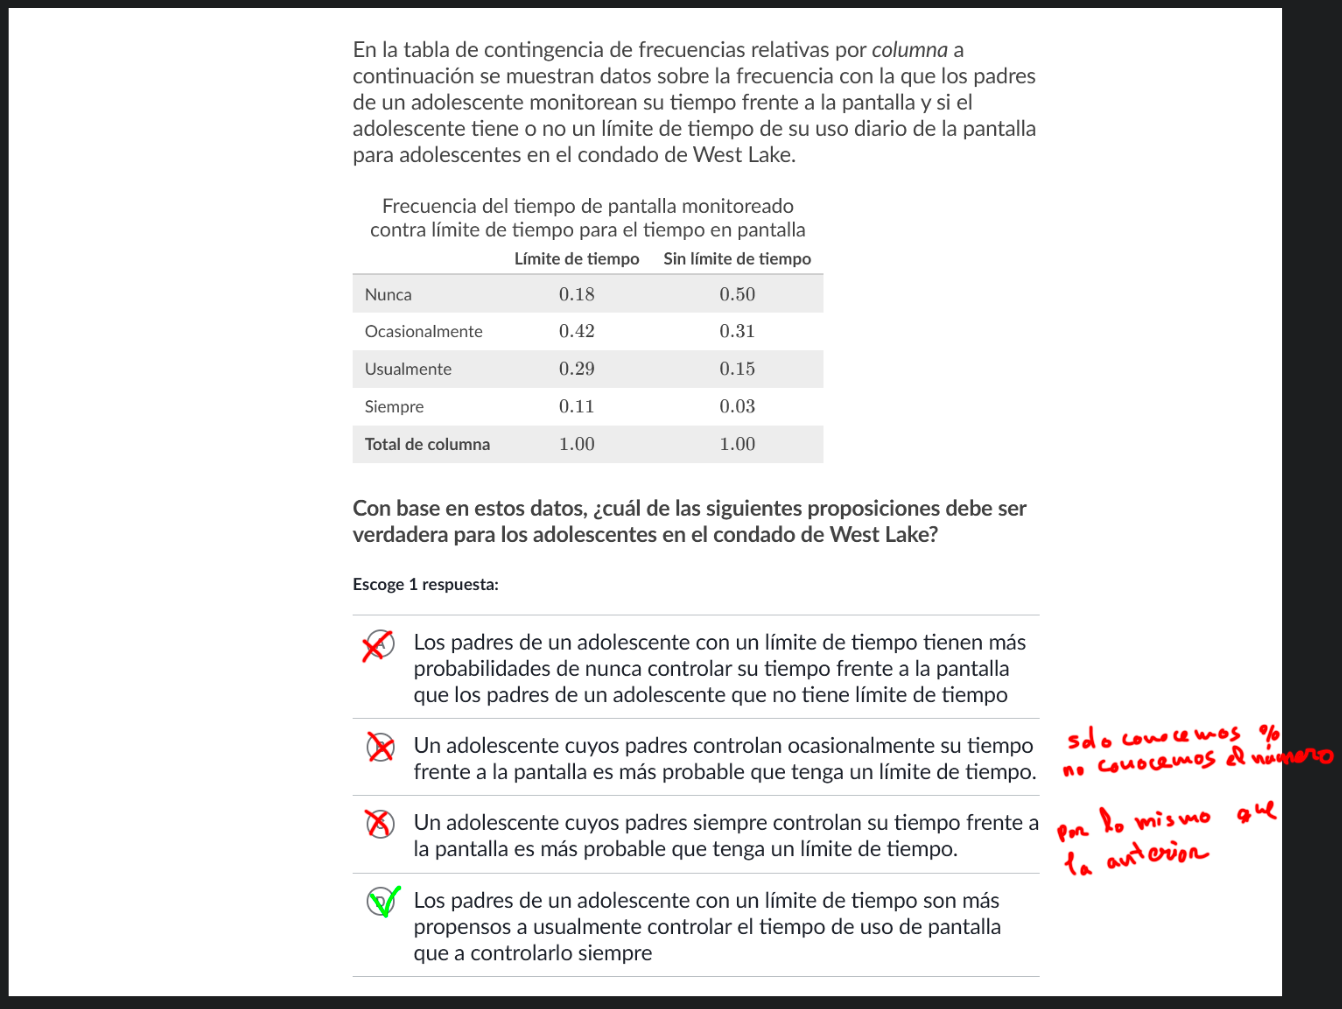 En la tabla de contingencia de frecuencias relativas por columna a
continuación se muestran datos sobre la frecuencia con la que los padres
de un adolescente monitorean su tiempo frente a la pantalla y si el
adolescente tiene o no un límite de tiempo de su uso diario de la pantalla
para adolescentes en el condado de West Lake.
Frecuencia del tiempo de pantalla monitoreado
contra límite de tiempo para el tiempo en pantalla
Límite de tiempo Sin límite de tiempo
Nunca 0.18 0.50
Ocasionalmente 0.42 0.31
Usualmente 0.29 0.15
Siempre 0.11 0.03
Total de columna 1.00 1.00
Con base en estos datos, ¿cuál de las siguientes proposiciones debe ser
verdadera para los adolescentes en el condado de West Lake?
Escoge 1 respuesta:
A Los padres de un adolescente con un límite de tiempo tienen más
probabilidades de nunca controlar su tiempo frente a la pantalla
que los padres de un adolescente que no tiene límite de tiempo
B Un adolescente cuyos padres controlan ocasionalmente su tiempo
frente a la pantalla es más probable que tenga un límite de tiempo.
solo conocemos %
no conocemos el número
C Un adolescente cuyos padres siempre controlan su tiempo frente a
la pantalla es más probable que tenga un límite de tiempo.
por lo mismo que
la anterior
D Los padres de un adolescente con un límite de tiempo son más
propensos a usualmente controlar el tiempo de uso de pantalla
que a controlarlo siempre